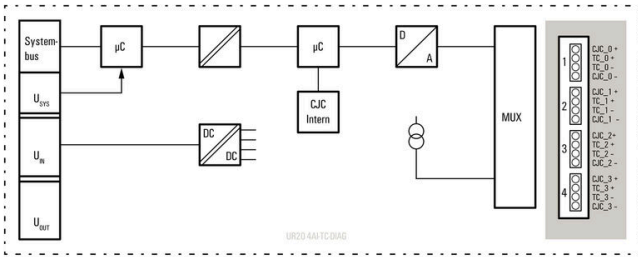 System-
bus
µC
µC
D
A
U SYS
CJC
Intern
MUX
U IN
DC
DC
U OUT
1
CJC_0 +
TC_0 +
TC_0 –
CJC_0 –
2
CJC_1 +
TC_1 +
TC_1 –
CJC_1 –
3
CJC_2+
TC_2 +
TC_2 –
CJC_2 –
4
CJC_3 +
TC_3 +
TC_3 –
CJC_3 –
UR20 4AI-TC-DIAG